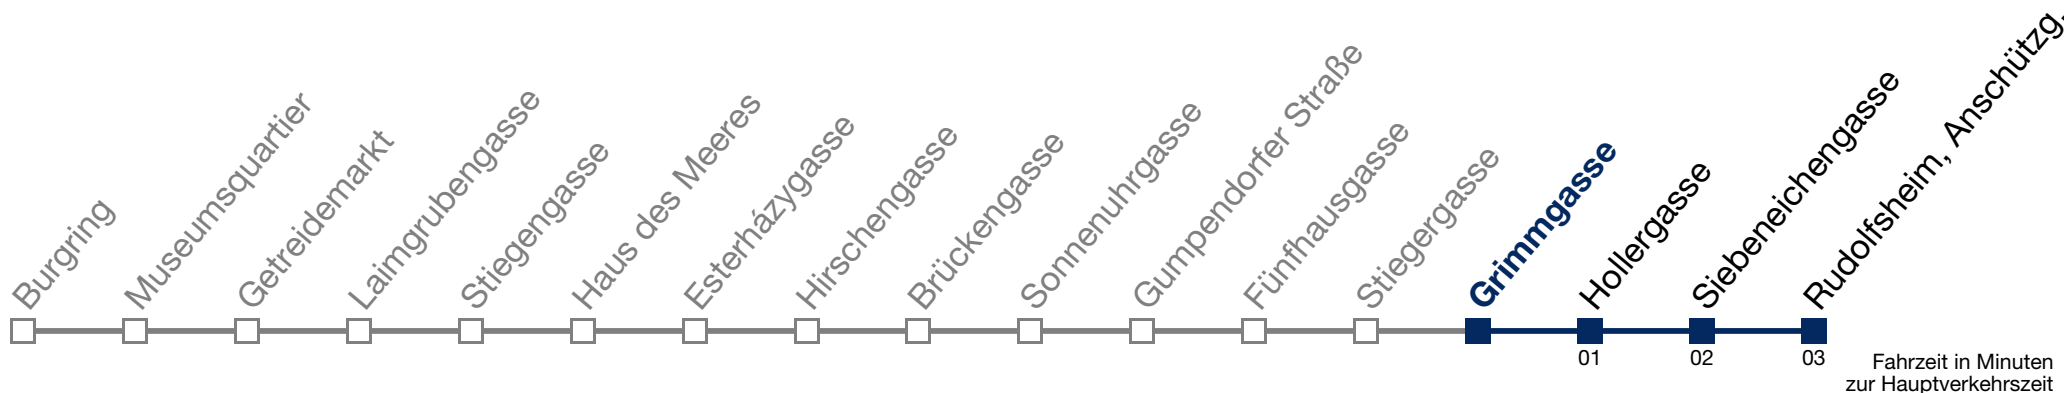 Burgring
Museumsquartier
Getreidemarkt
Laimgrubengasse
Stiegengasse
Haus des Meeres
Esterházygasse
Hirschengasse
Brückengasse
Sonnenuhrgasse
Gumpendorfer Straße
Fünfhausgasse
Stiegergasse
Grimmgasse
Hollergasse
Siebeneichengasse
Rudolfsheim, Anschützg.
01
02
03
Fahrzeit in Minuten
zur Hauptverkehrszeit